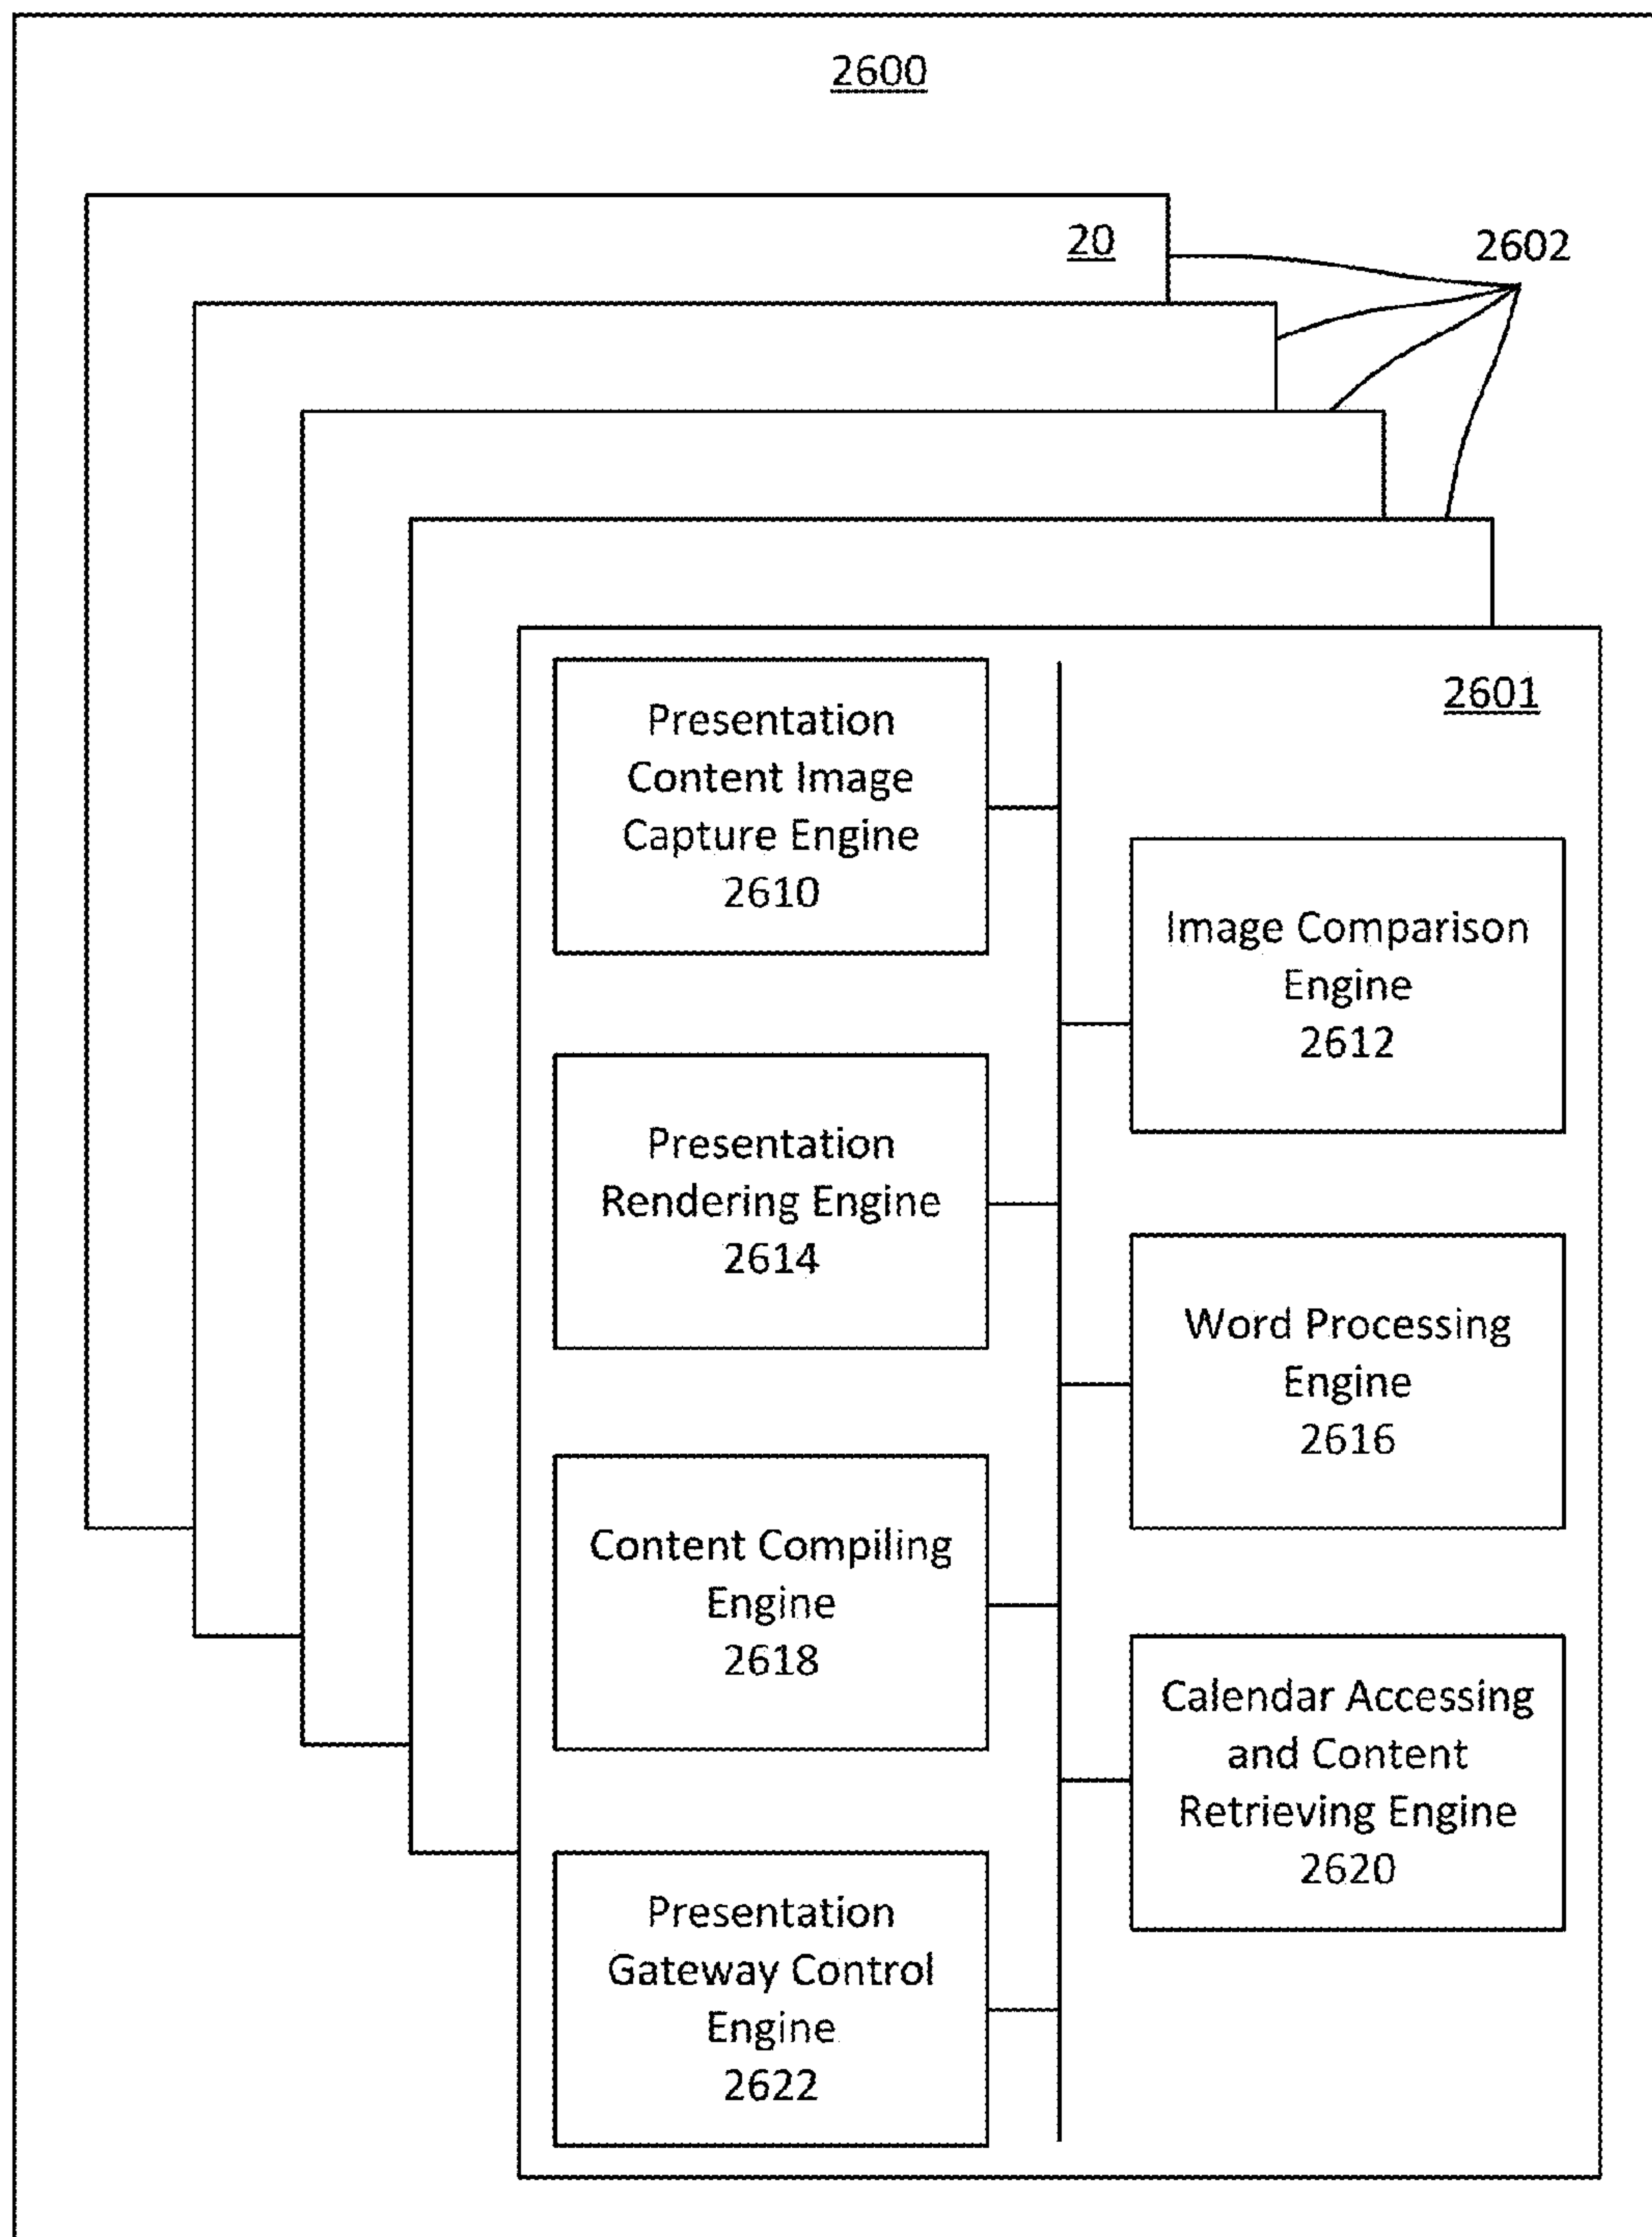 2600
20
2602
2601
Presentation
Content Image
Capture Engine
2610
Image Comparison
Engine
2612
Presentation
Rendering Engine
2614
Word Processing
Engine
2616
Content Compiling
Engine
2618
Calendar Accessing
and Content
Retrieving Engine
2620
Presentation
Gateway Control
Engine
2622